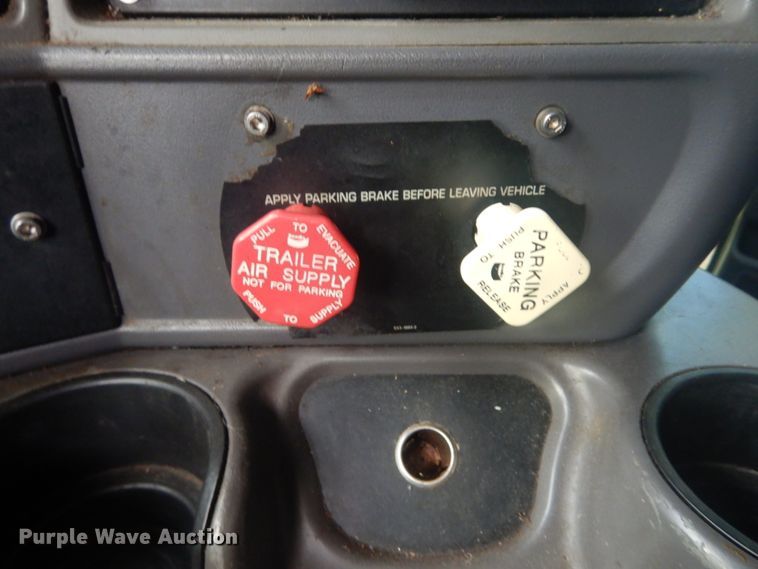 APPLY PARKING BRAKE BEFORE LEAVING VEHICLE
PULL TO EVACUATE
TRAILER
AIR SUPPLY
NOT FOR PARKING
PUSH TO SUPPLY
PARKING
BRAKE
PUSH TO RELEASE
TO APPLY
Purple Wave Auction